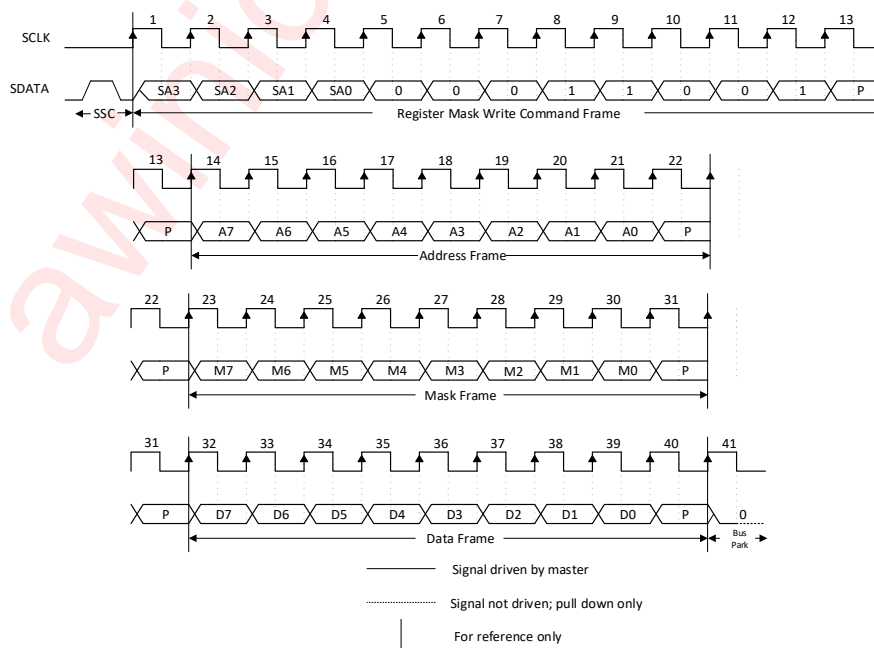 1 2 3 4 5 6 7 8 9 10 11 12 13
SCLK
SDATA SA3 SA2 SA1 SA0 0 0 0 1 1 0 0 1 P
SSC Register Mask Write Command Frame
13 14 15 16 17 18 19 20 21 22
P A7 A6 A5 A4 A3 A2 A1 A0 P
Address Frame
22 23 24 25 26 27 28 29 30 31
P M7 M6 M5 M4 M3 M2 M1 M0 P
Mask Frame
31 32 33 34 35 36 37 38 39 40 41
P D7 D6 D5 D4 D3 D2 D1 D0 P 0
Data Frame
Bus
Park
Signal driven by master
Signal not driven; pull down only
For reference only
awinic